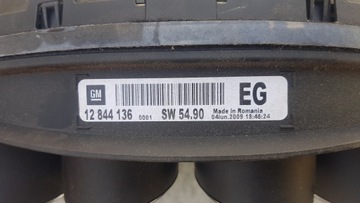 GM
EG
12 844 136 0001 SW 54.90 Made in Romania
04iun.2009 18:46:24